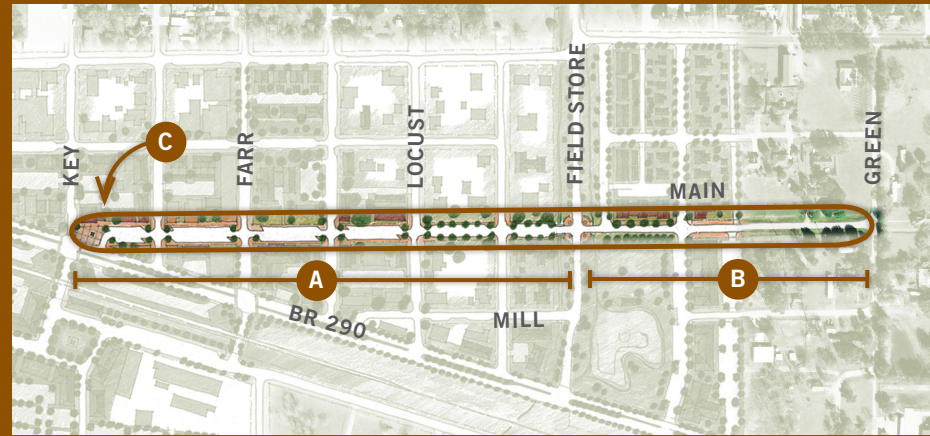 C
KEY
FARR
LOCUST
FIELD STORE
MAIN
GREEN
A
B
BR 290
MILL